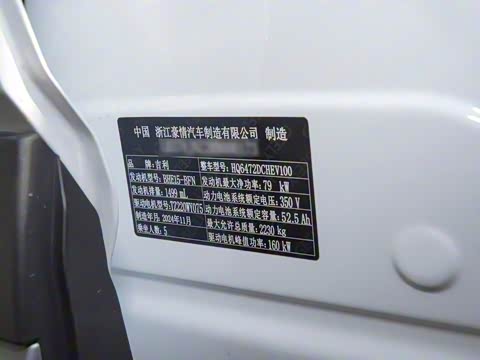 中国 浙江豪情汽车制造有限公司 制造
品牌:吉利 整车型号:HQ6472DCHEV100
发动机型号:BHE15-BFN 发动机最大净功率:79 kW
发动机排量:1499 mL 动力电池系统额定电压:350 V
驱动电机型号:TZ220WY075 动力电池系统额定容量:52.5 Ah
制造年月:2024年11月 最大允许总质量:2230 kg
乘坐人数:5 驱动电机峰值功率:160 kW